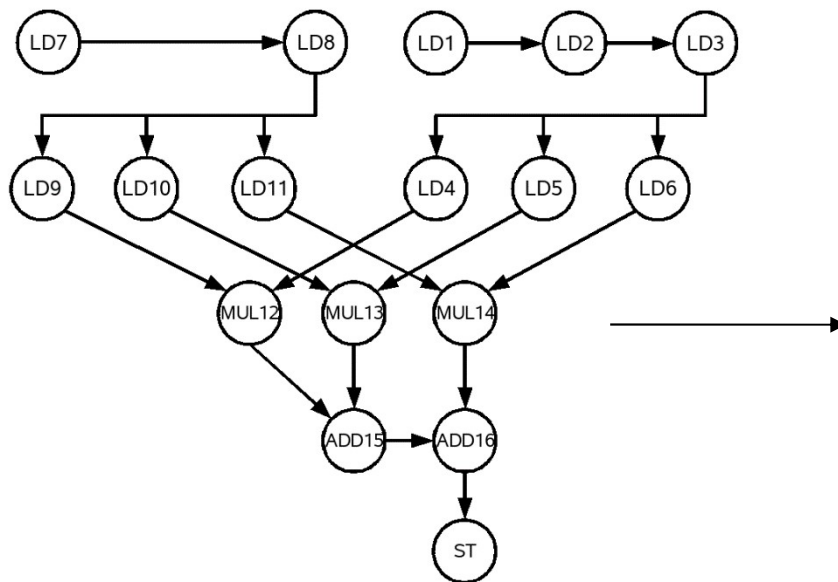 LD7 LD8 LD1 LD2 LD3
LD9 LD10 LD11 LD4 LD5 LD6
MUL12 MUL13 MUL14
ADD15 ADD16
ST